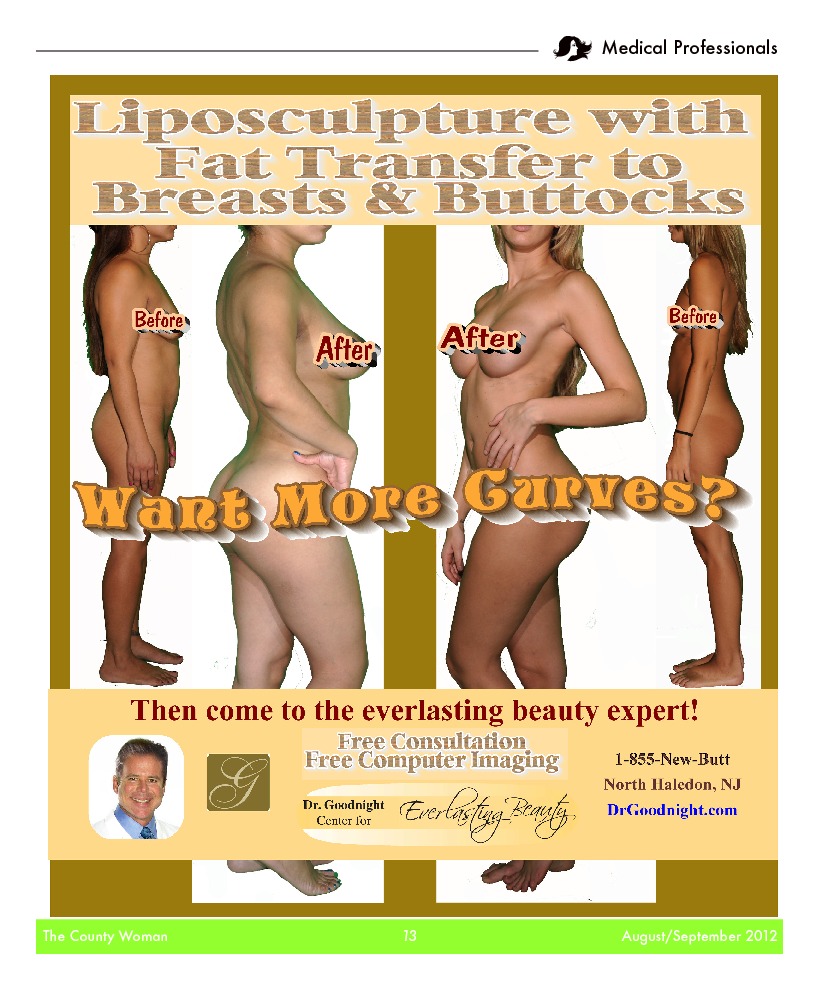 Medical Professionals
Liposculpture with
Fat Transfer to
Breasts & Buttocks
Before
After
After
Before
Want More Curves?
Then come to the everlasting beauty expert!
Free Consultation
Free Computer Imaging
G
Dr. Goodnight
Center for
Everlasting Beauty
1-855-New-Butt
North Haledon, NJ
DrGoodnight.com
The County Woman
13
August/September 2012